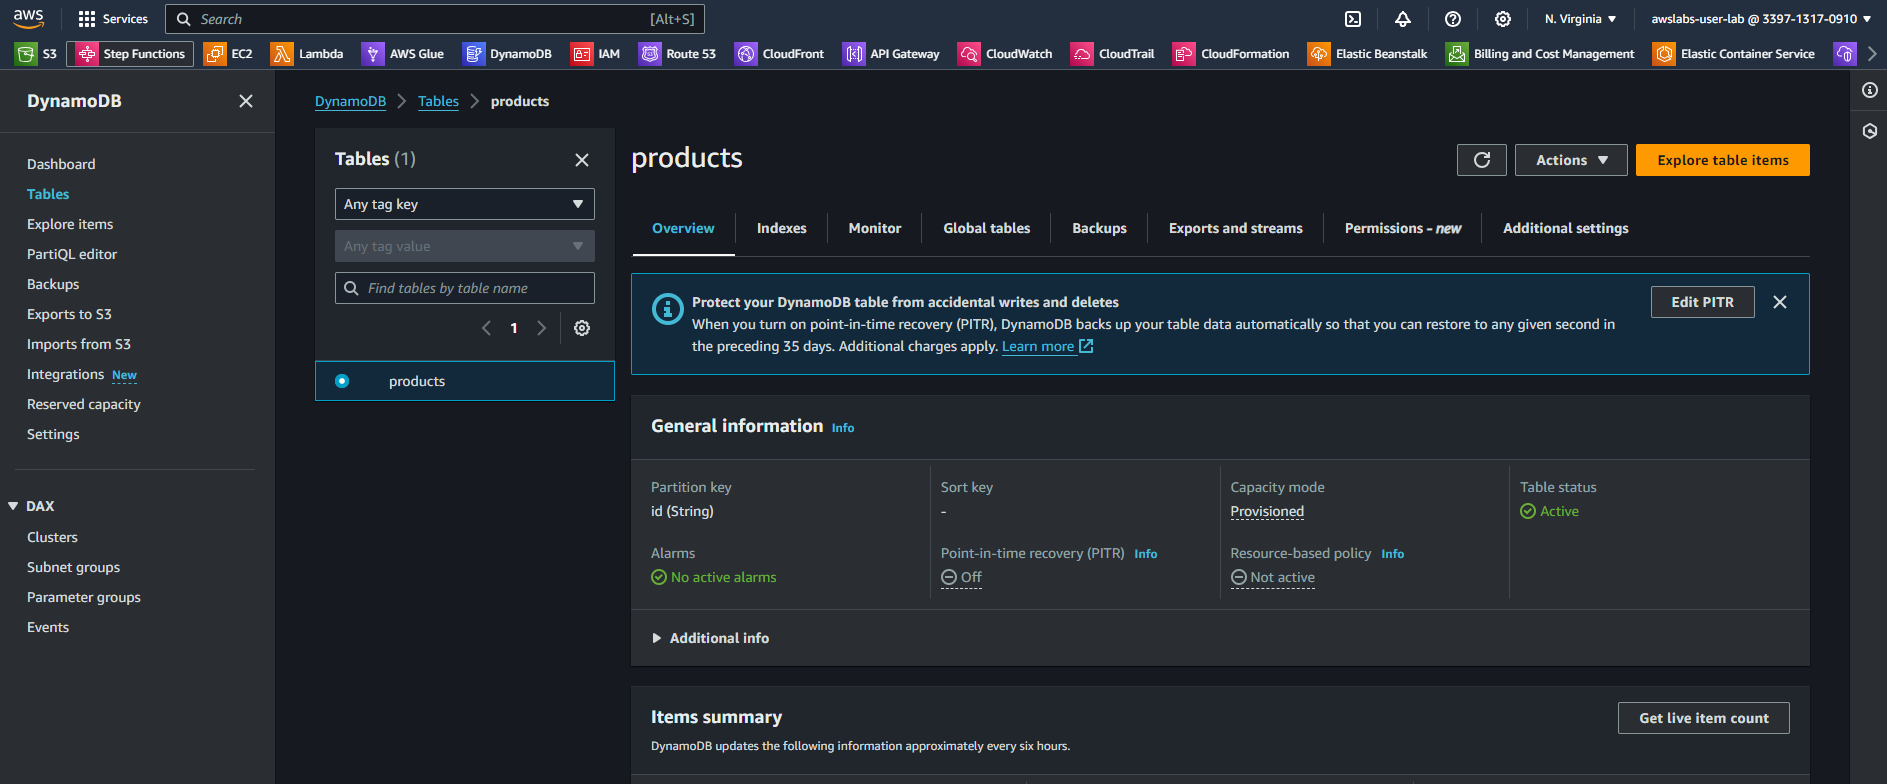 aws
Services
Search
[Alt+S]
N. Virginia
awslabs-user-lab @ 3397-1317-0910
S3
Step Functions
EC2
Lambda
AWS Glue
DynamoDB
IAM
Route 53
CloudFront
API Gateway
CloudWatch
CloudTrail
CloudFormation
Elastic Beanstalk
Billing and Cost Management
Elastic Container Service
DynamoDB
Dashboard
Tables
Explore items
PartiQL editor
Backups
Exports to S3
Imports from S3
Integrations New
Reserved capacity
Settings
DAX
Clusters
Subnet groups
Parameter groups
Events
DynamoDB
Tables
products
Tables (1)
Any tag key
Any tag value
Find tables by table name
1
products
products
Actions
Explore table items
Overview
Indexes
Monitor
Global tables
Backups
Exports and streams
Permissions - new
Additional settings
Protect your DynamoDB table from accidental writes and deletes
When you turn on point-in-time recovery (PITR), DynamoDB backs up your table data automatically so that you can restore to any given second in
the preceding 35 days. Additional charges apply. Learn more
Edit PITR
General information Info
Partition key
id (String)
Sort key
-
Capacity mode
Provisioned
Table status
Active
Alarms
No active alarms
Point-in-time recovery (PITR) Info
Off
Resource-based policy Info
Not active
Additional info
Items summary
Get live item count
DynamoDB updates the following information approximately every six hours.